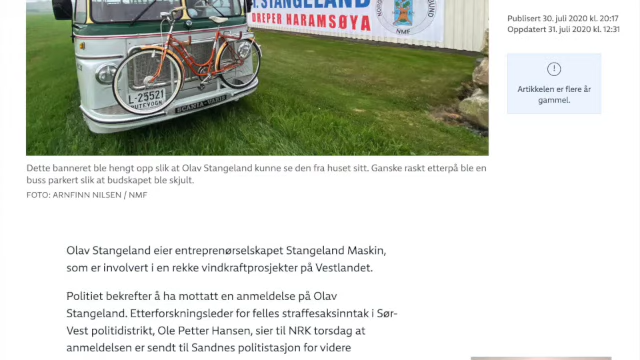 . STANGELAND
DREPER HARAMSØYA
NMF
L-25521
RUTEVOGN
SCANIA-VABIS
Publisert 30. juli 2020 kl. 20:17
Oppdatert 31. juli 2020 kl. 12:31
Artikkelen er flere år
gammel.
Dette banneret ble hengt opp slik at Olav Stangeland kunne se den fra huset sitt. Ganske raskt etterpå ble en
buss parkert slik at budskapet ble skjult.
FOTO: ARNFINN NILSEN / NMF
Olav Stangeland eier entreprenørselskapet Stangeland Maskin,
som er involvert i en rekke vindkraftprosjekter på Vestlandet.
Politiet bekrefter å ha mottatt en anmeldelse på Olav
Stangeland. Etterforskningsleder for felles straffesaksinntak i Sør-
Vest politidistrikt, Ole Petter Hansen, sier til NRK torsdag at
anmeldelsen er sendt til Sandnes politistasjon for videre